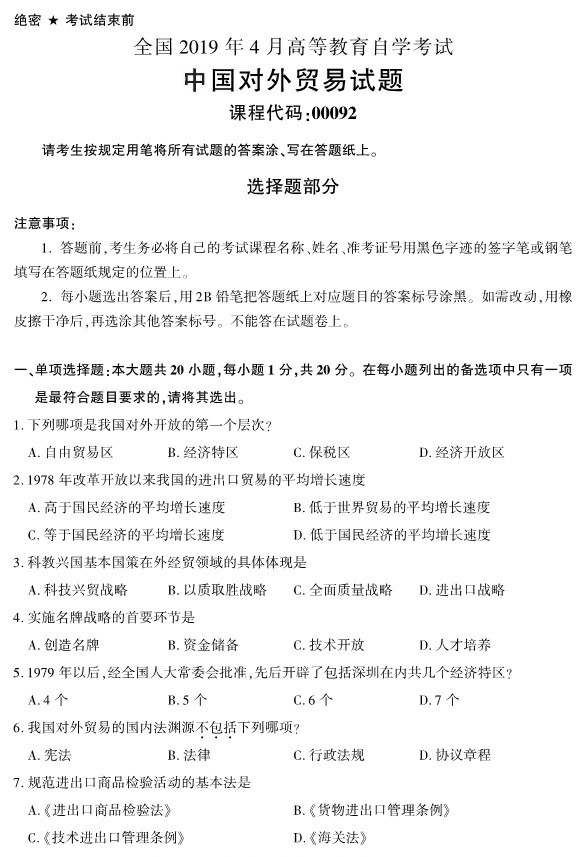 绝密 ★ 考试结束前
全国 2019 年 4 月高等教育自学考试
中国对外贸易试题
课程代码:00092
请考生按规定用笔将所有试题的答案涂、写在答题纸上。
选择题部分
注意事项:
1. 答题前,考生务必将自己的考试课程名称、姓名、准考证号用黑色字迹的签字笔或钢笔
填写在答题纸规定的位置上。
2. 每小题选出答案后,用 2B 铅笔把答题纸上对应题目的答案标号涂黑。如需改动,用橡
皮擦干净后,再选涂其他答案标号。不能答在试题卷上。
一、单项选择题:本大题共 20 小题,每小题 1 分,共 20 分。在每小题列出的备选项中只有一项
是最符合题目要求的,请将其选出。
1. 下列哪项是我国对外开放的第一个层次?
A. 自由贸易区 B. 经济特区 C. 保税区 D. 经济开放区
2. 1978 年改革开放以来我国的进出口贸易的平均增长速度
A. 高于国民经济的平均增长速度 B. 低于世界贸易的平均增长速度
C. 等于国民经济的平均增长速度 D. 低于国民经济的平均增长速度
3. 科教兴国基本国策在外经贸领域的具体体现是
A. 科技兴贸战略 B. 以质取胜战略 C. 全面质量战略 D. 进出口战略
4. 实施名牌战略的首要环节是
A. 创造名牌 B. 资金储备 C. 技术开放 D. 人才培养
5. 1979 年以后,经全国人大常委会批准,先后开辟了包括深圳在内共几个经济特区?
A. 4 个 B. 5 个 C. 6 个 D. 7 个
6. 我国对外贸易的国内法渊源不包括下列哪项?
A. 宪法 B. 法律 C. 行政法规 D. 协议章程
7. 规范进出口商品检验活动的基本法是
A.《进出口商品检验法》 B.《货物进出口管理条例》
C.《技术进出口管理条例》 D.《海关法》